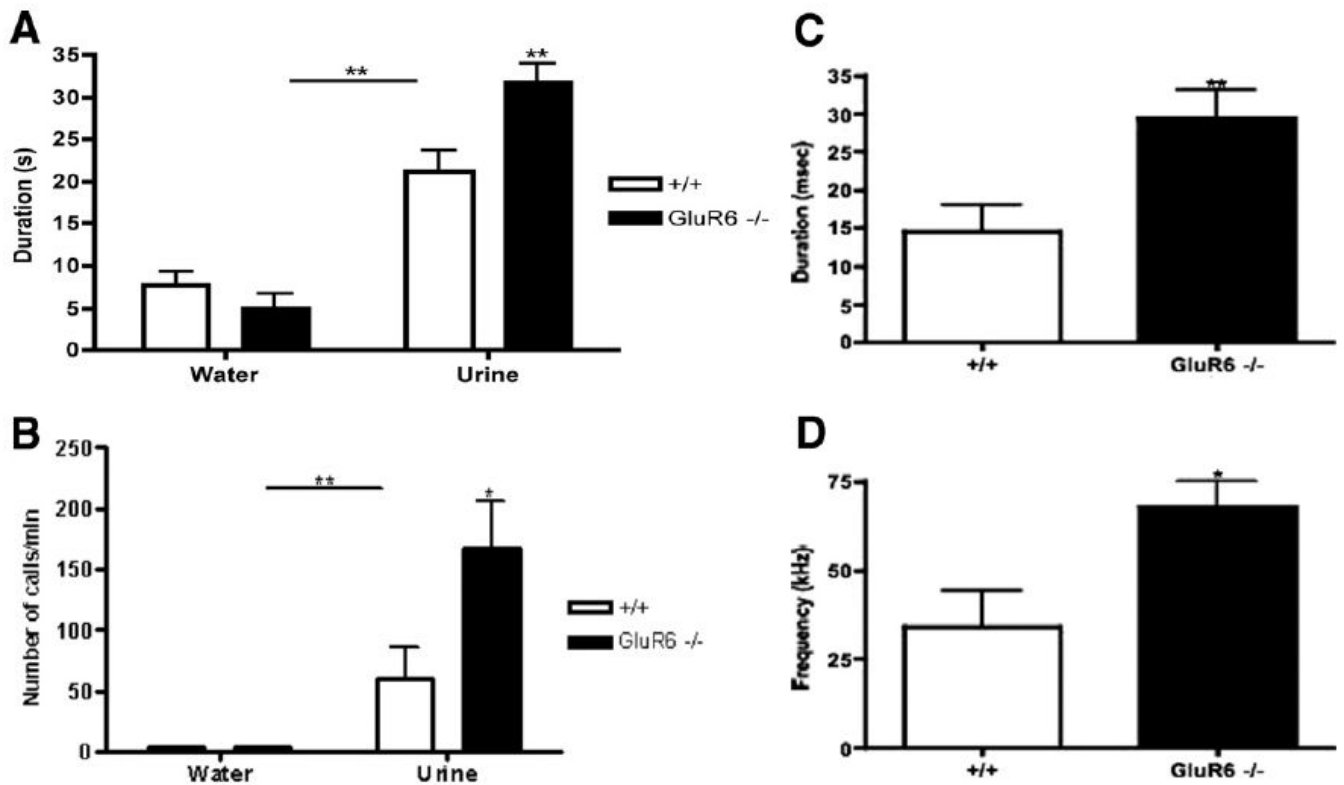 A
35
30
25
20
15
10
5
0
Duration (s)
**
**
Water
Urine
+/+
GluR6 -/-
B
250
200
150
100
50
0
Number of calls/min
**
*
Water
Urine
+/+
GluR6 -/-
C
35
30
25
20
15
10
5
0
Duration (msec)
**
+/+
GluR6 -/-
D
75
50
25
0
Frequency (kHz)
*
+/+
GluR6 -/-